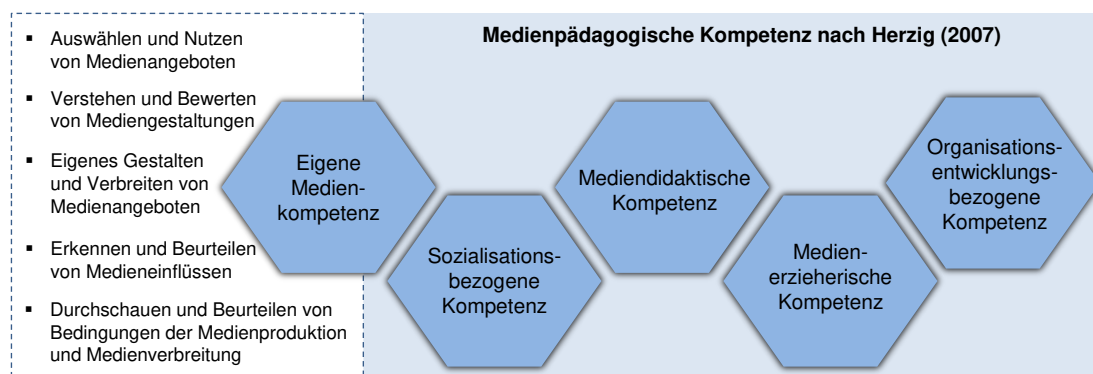 Medienpädagogische Kompetenz nach Herzig (2007)
▪ Auswählen und Nutzen
von Medienangeboten
▪ Verstehen und Bewerten
von Mediengestaltungen
▪ Eigenes Gestalten
und Verbreiten von
Medienangeboten
▪ Erkennen und Beurteilen
von Medieneinflüssen
▪ Durchschauen und Beurteilen von
Bedingungen der Medienproduktion
und Medienverbreitung
Eigene
Medien-
kompetenz
Sozialisations-
bezogene
Kompetenz
Mediendidaktische
Kompetenz
Medien-
erzieherische
Kompetenz
Organisations-
entwicklungs-
bezogene
Kompetenz